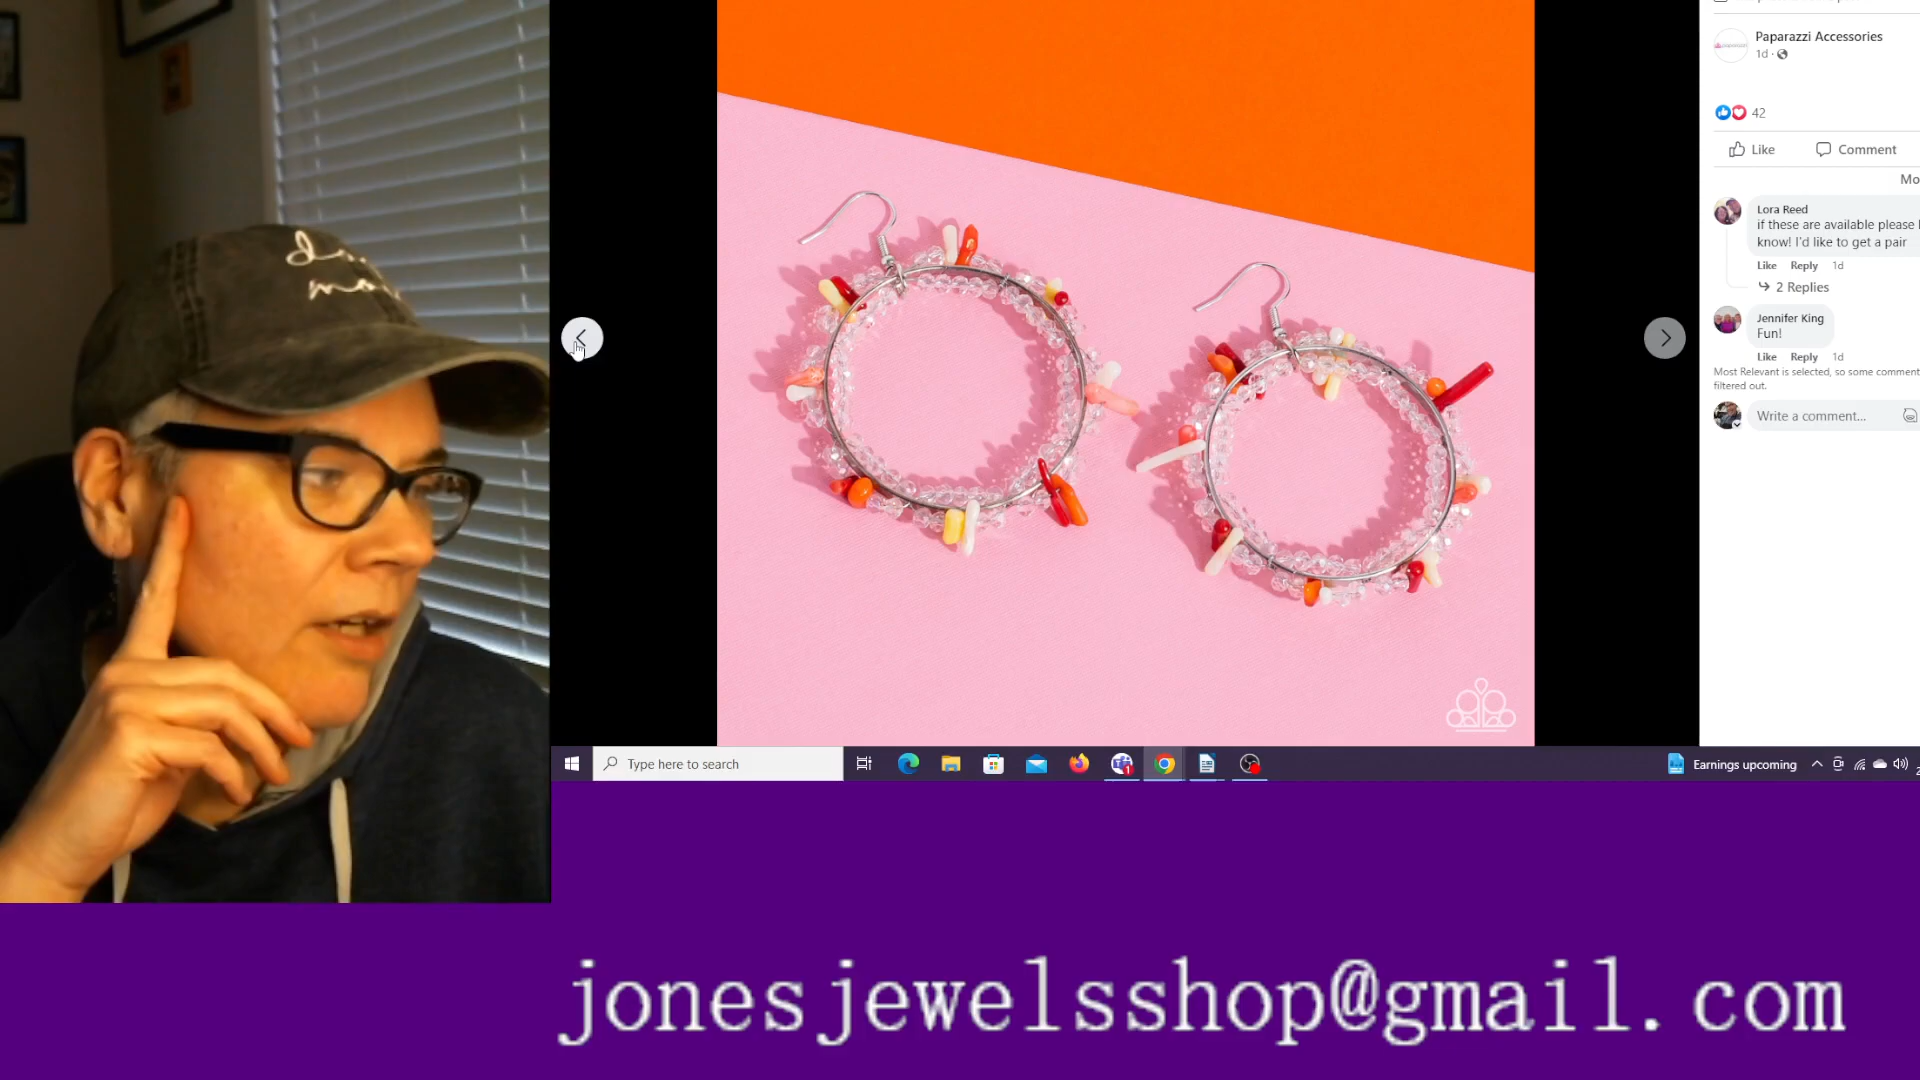 Paparazzi Accessories
1d ·
42
Like Comment
Mo
Lora Reed
if these are available please
know! I'd like to get a pair
Like Reply 1d
2 Replies
Jennifer King
Fun!
Like Reply 1d
Most Relevant is selected, so some comment
filtered out.
Write a comment...
Type here to search
Earnings upcoming
jonesjewelsshop@gmail.com